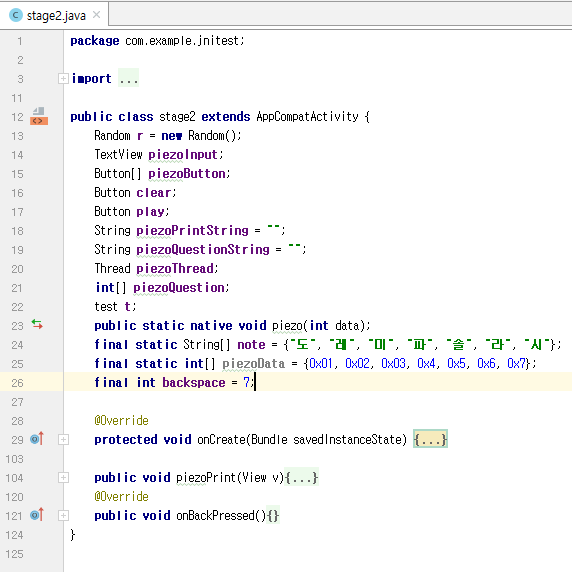 stage2.java
1 package com.example.jnitest;
2
3 import ...
11
12 public class stage2 extends AppCompatActivity {
13 Random r = new Random();
14 TextView piezoInput;
15 Button[] piezoButton;
16 Button clear;
17 Button play;
18 String piezoPrintString = "";
19 String piezoQuestionString = "";
20 Thread piezoThread;
21 int[] piezoQuestion;
22 test t;
23 public static native void piezo(int data);
24 final static String[] note = {"도", "레", "미", "파", "솔", "라", "시"};
25 final static int[] piezoData = {0x01, 0x02, 0x03, 0x4, 0x5, 0x6, 0x7};
26 final int backspace = 7;
27
28 @Override
29 protected void onCreate(Bundle savedInstanceState) {...}
103
104 public void piezoPrint(View v){...}
120 @Override
121 public void onBackPressed(){}
124 }
125